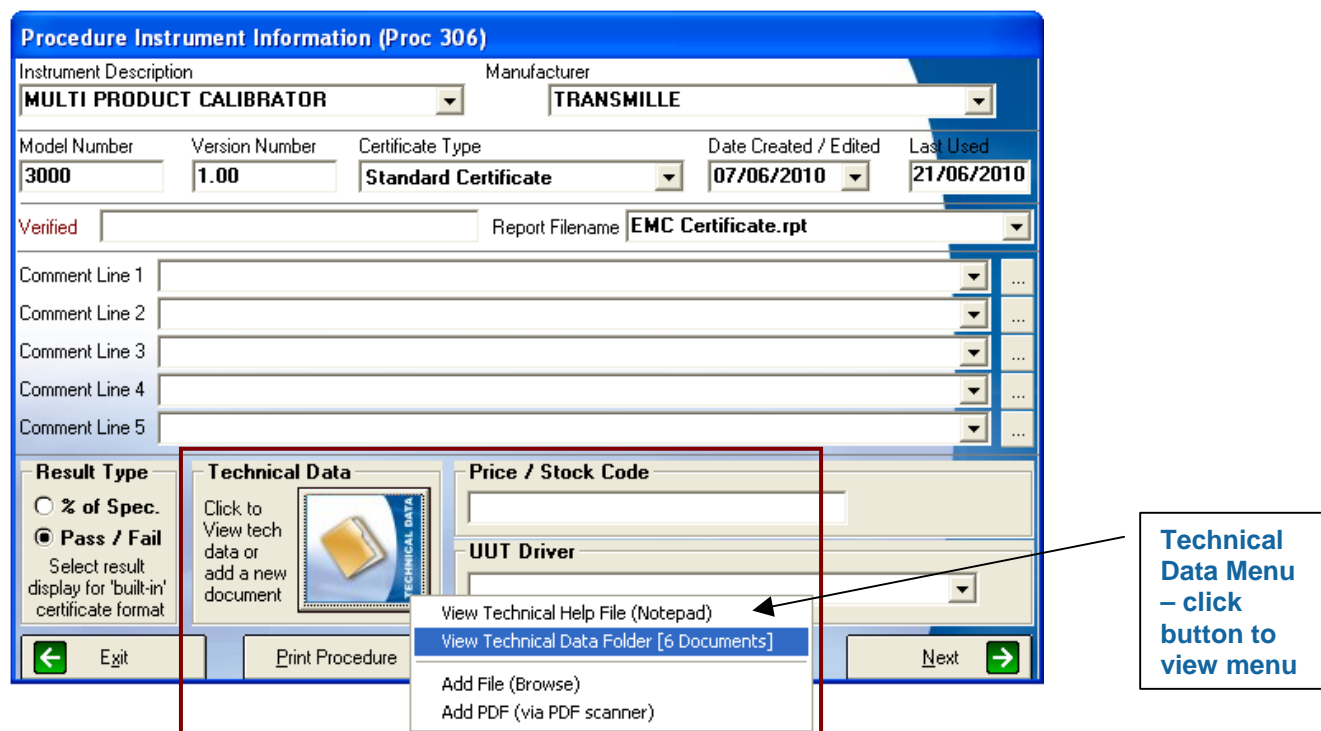 Procedure Instrument Information (Proc 306)
Instrument Description
Manufacturer
MULTI PRODUCT CALIBRATOR
TRANSMILLE
Model Number
Version Number
Certificate Type
Date Created / Edited
Last Used
3000
1.00
Standard Certificate
07/06/2010
21/06/2010
Verified
Report Filename
EMC Certificate.rpt
Comment Line 1
...
Comment Line 2
...
Comment Line 3
...
Comment Line 4
...
Comment Line 5
...
Result Type
% of Spec.
Pass / Fail
Select result
display for 'built-in'
certificate format
Technical Data
Click to
View tech
data or
add a new
document
TECHNICAL DATA
Price / Stock Code
UUT Driver
View Technical Help File (Notepad)
View Technical Data Folder [6 Documents]
Add File (Browse)
Add PDF (via PDF scanner)
Exit
Print Procedure
Next
Technical
Data Menu
– click
button to
view menu